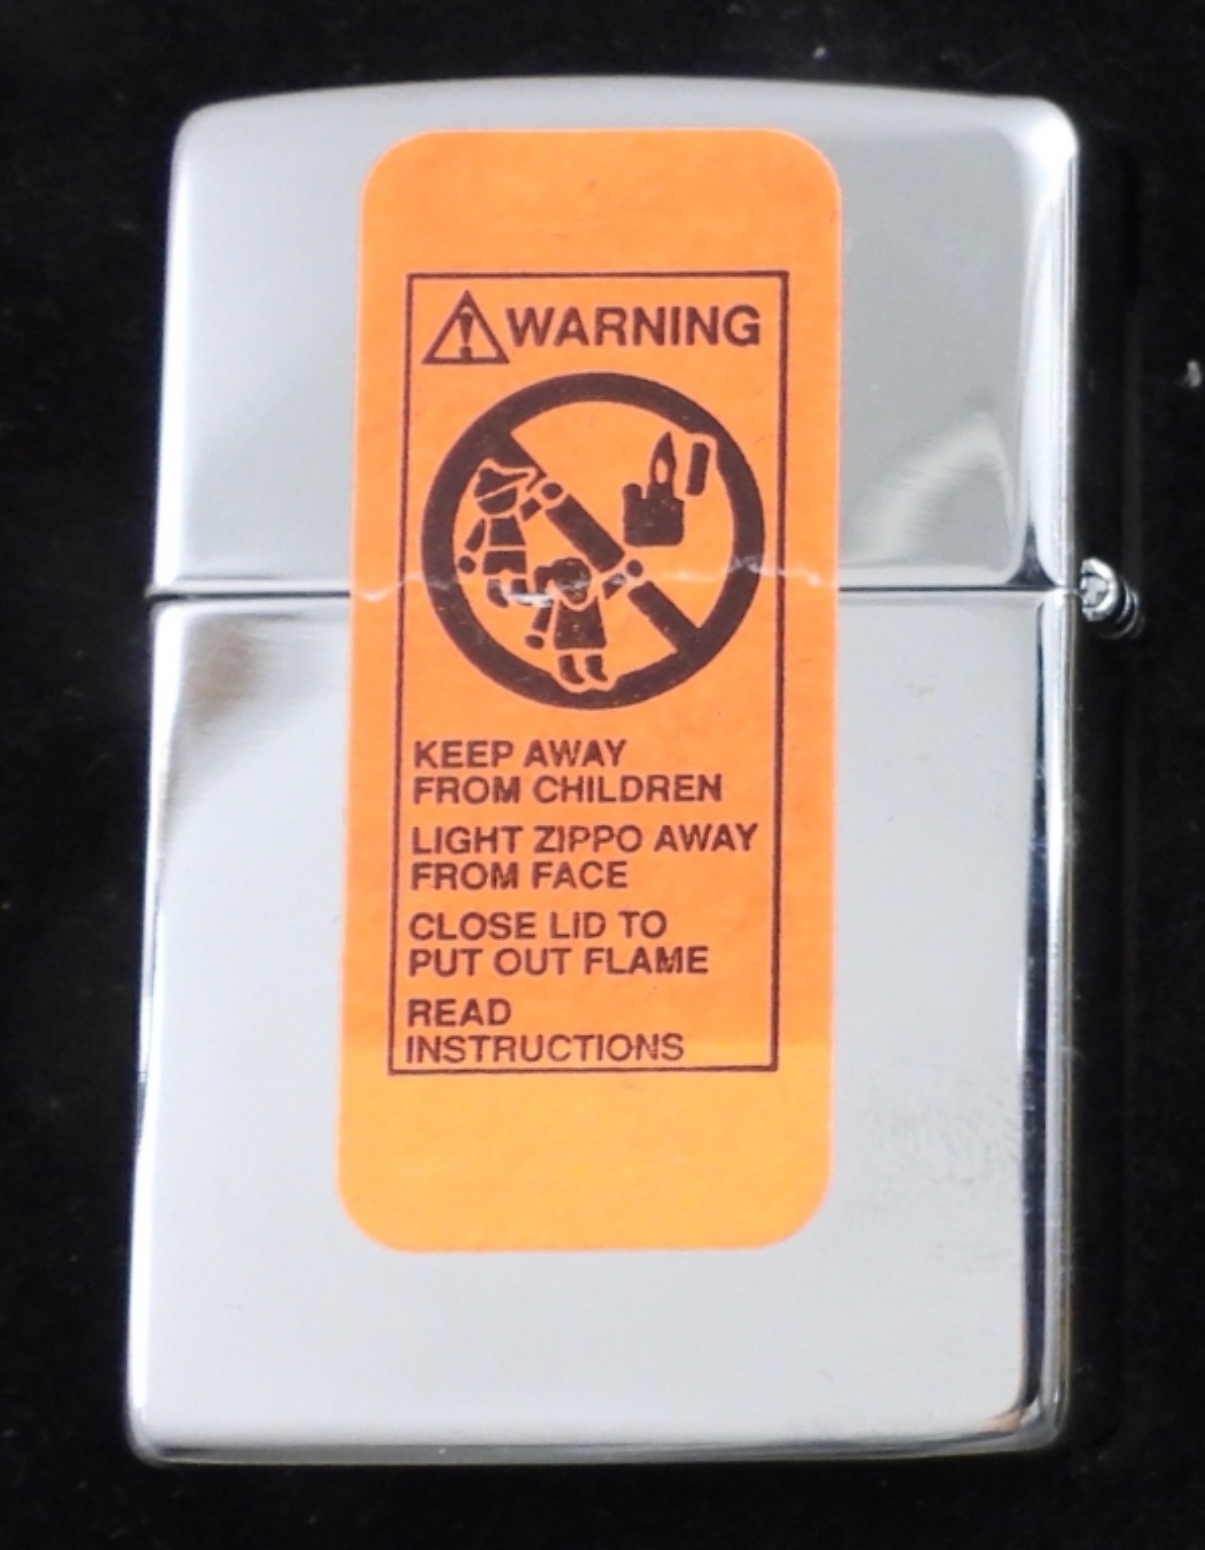 WARNING
KEEP AWAY
FROM CHILDREN
LIGHT ZIPPO AWAY
FROM FACE
CLOSE LID TO
PUT OUT FLAME
READ
INSTRUCTIONS